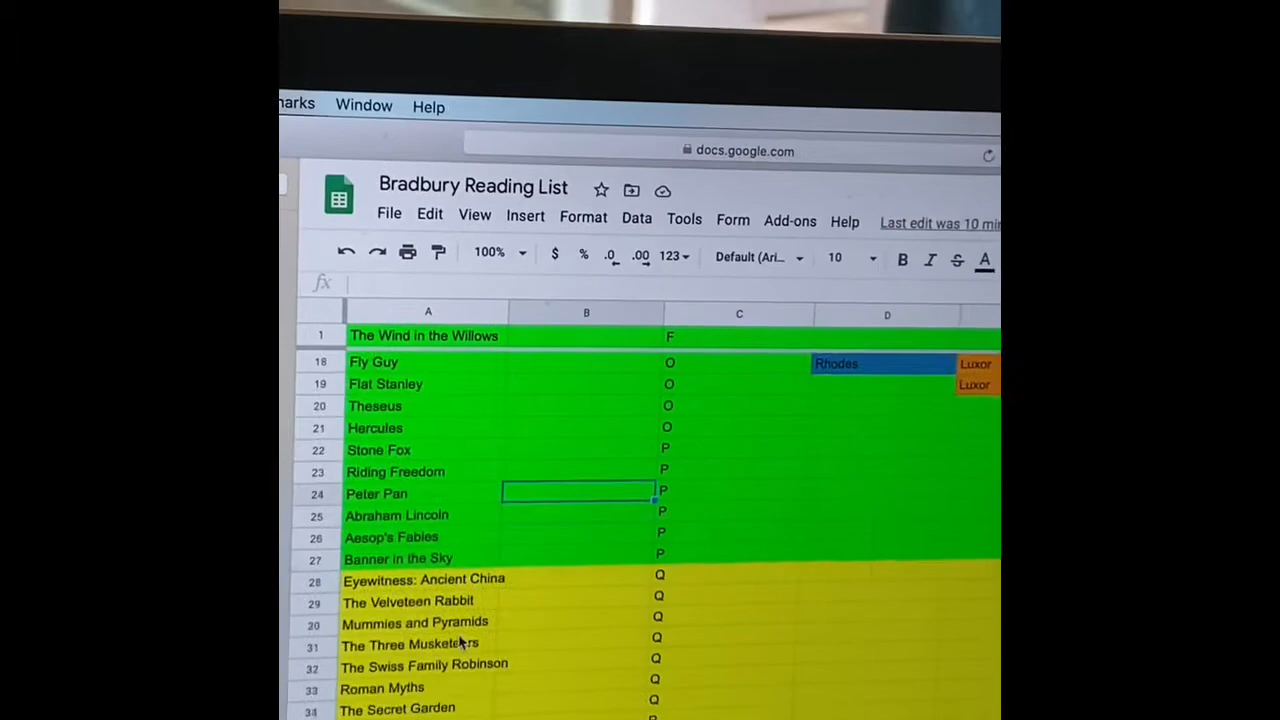 marks Window Help
docs.google.com
Bradbury Reading List
File Edit View Insert Format Data Tools Form Add-ons Help Last edit was 10 min
100% $ % .0 .00 123 Default (Ari... 10 B I S A
fx
A B C D
1 The Wind in the Willows F
18 Fly Guy O Rhodes Luxor
19 Flat Stanley O Luxor
20 Theseus O
21 Hercules O
22 Stone Fox P
23 Riding Freedom P
24 Peter Pan P
25 Abraham Lincoln P
26 Aesop's Fables P
27 Banner in the Sky P
28 Eyewitness: Ancient China Q
29 The Velveteen Rabbit Q
30 Mummies and Pyramids Q
31 The Three Musketeers Q
32 The Swiss Family Robinson Q
33 Roman Myths Q
34 The Secret Garden Q